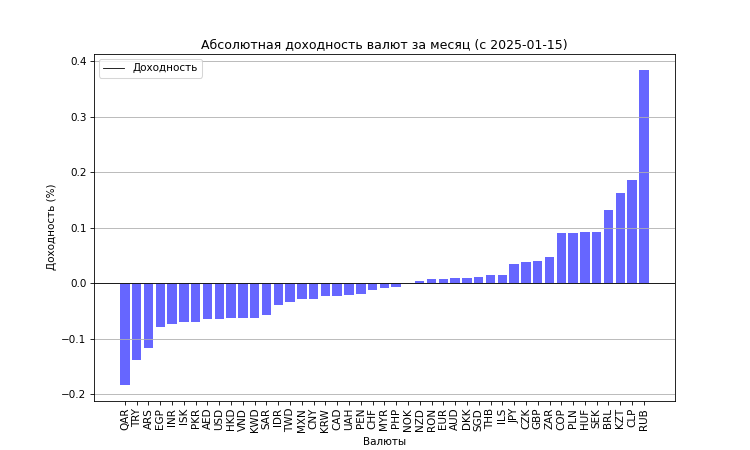 Абсолютная доходность валют за месяц (с 2025-01-15)
Доходность
0.4
0.3
0.2
0.1
0.0
−0.1
−0.2
Доходность (%)
QAR TRY ARS EGP INR ISK PKR AED USD HKD VND KWD SAR IDR TWD MXN CNY KRW CAD UAH PEN CHF MYR PHP NOK NZD RON EUR AUD DKK SGD THB ILS JPY CZK GBP ZAR COP PLN HUF SEK BRL KZT CLP RUB
Валюты